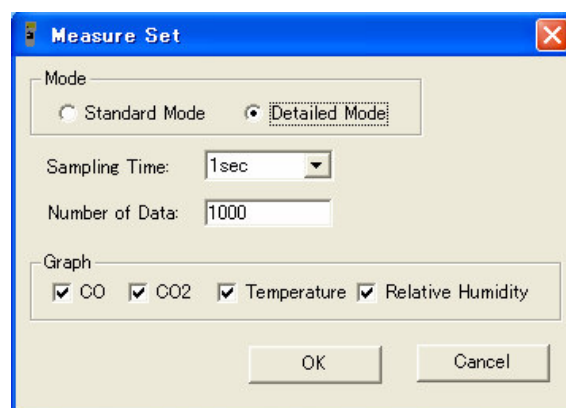 Measure Set
Mode
Standard Mode Detailed Mode
Sampling Time: 1sec
Number of Data: 1000
Graph
CO CO2 Temperature Relative Humidity
OK Cancel